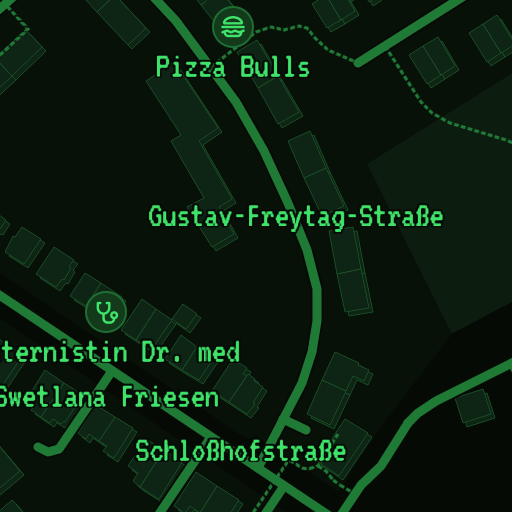 Pizza Bulls
Gustav-Freytag-Straße
ternistin Dr. med
Swetlana Friesen
Schloßhofstraße